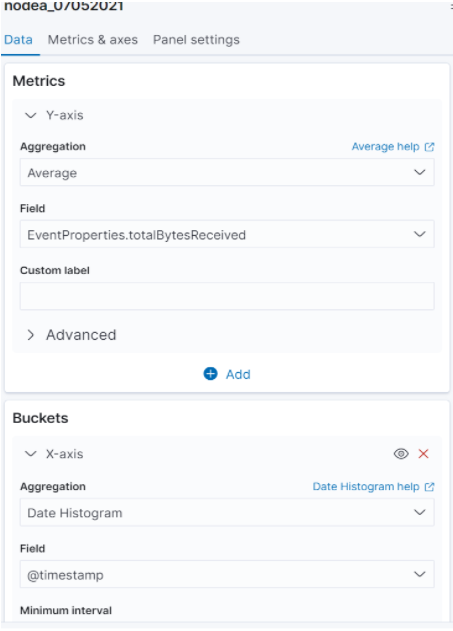 nodea_07052021
Data Metrics & axes Panel settings
Metrics
Y-axis
Aggregation Average help
Average
Field
EventProperties.totalBytesReceived
Custom label
Advanced
Add
Buckets
X-axis
Aggregation Date Histogram help
Date Histogram
Field
@timestamp
Minimum interval